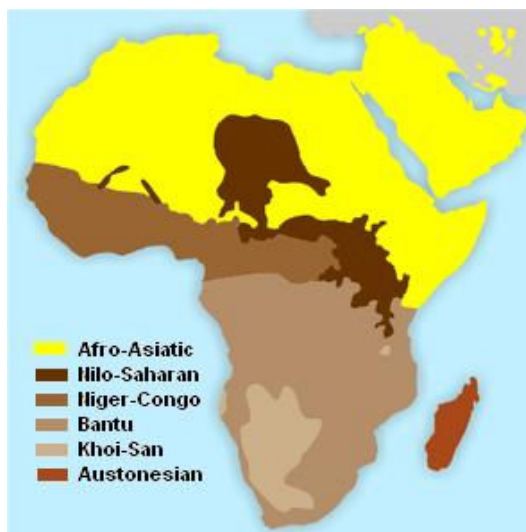 Afro-Asiatic
Nilo-Saharan
Niger-Congo
Bantu
Khoi-San
Austonesian